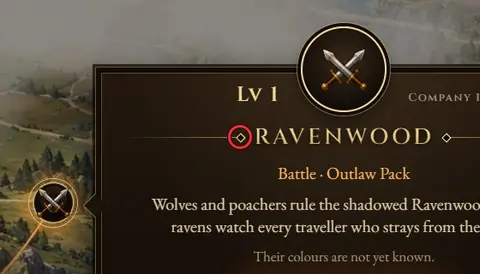 Lv 1
Company
RAVENWOOD
Battle · Outlaw Pack
Wolves and poachers rule the shadowed
ravens watch every traveller who strays from the
Their colours are not yet known.